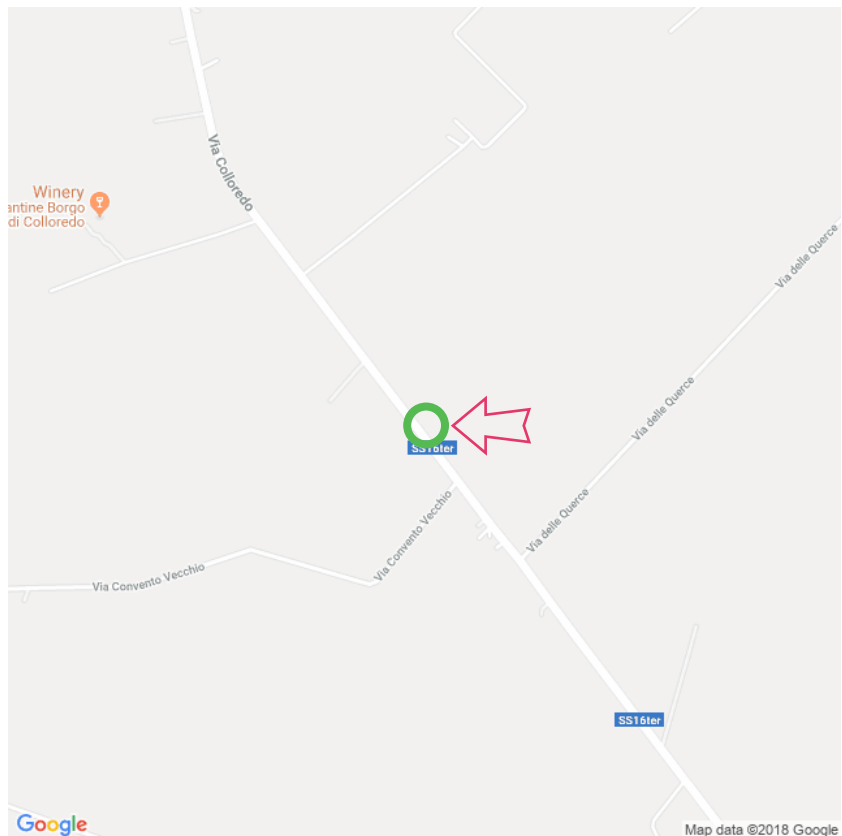 Via Colloredo
Winery
antine Borgo
di Colloredo
Via delle Querce
Via delle Querce
SS16ter
Via delle Querce
Via Convento Vecchio
Via Convento Vecchio
SS16ter
Google
Map data ©2018 Google